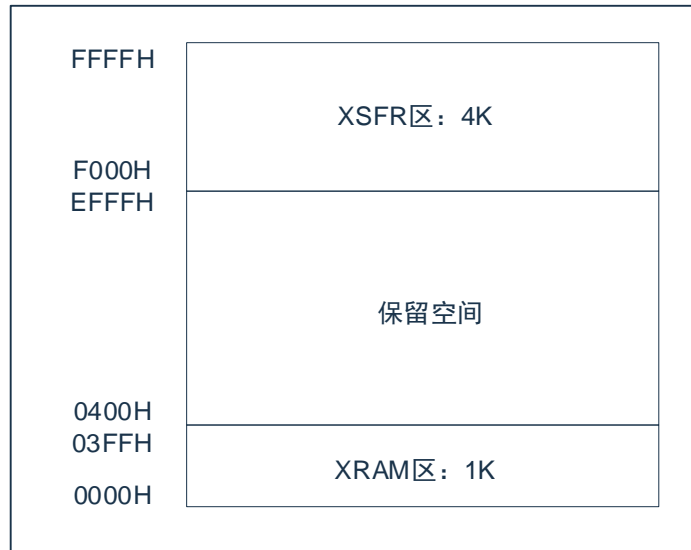 FFFFH
XSFR区：4K
F000H
EFFFH
保留空间
0400H
03FFH
XRAM区：1K
0000H